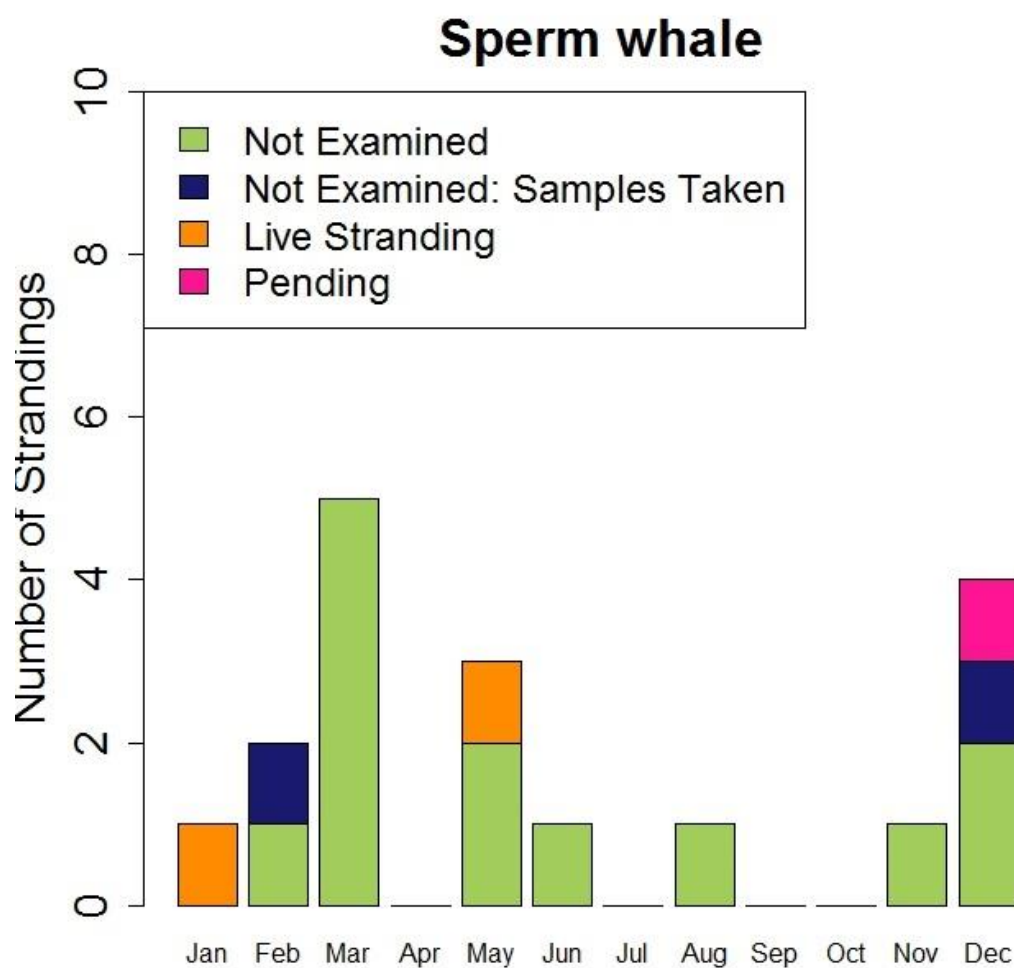 Sperm whale
10
8
6
4
2
0
Number of Strandings
Not Examined
Not Examined: Samples Taken
Live Stranding
Pending
Jan Feb Mar Apr May Jun Jul Aug Sep Oct Nov Dec